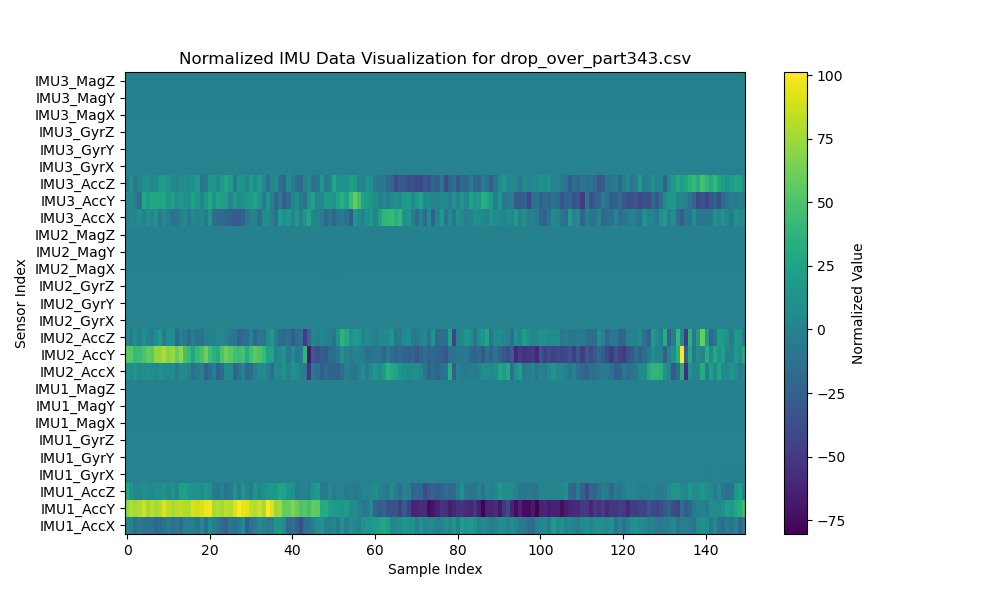 Normalized IMU Data Visualization for drop_over_part343.csv
IMU3_MagZ
IMU3_MagY
IMU3_MagX
IMU3_GyrZ
IMU3_GyrY
IMU3_GyrX
IMU3_AccZ
IMU3_AccY
IMU3_AccX
IMU2_MagZ
IMU2_MagY
IMU2_MagX
IMU2_GyrZ
IMU2_GyrY
IMU2_GyrX
IMU2_AccZ
IMU2_AccY
IMU2_AccX
IMU1_MagZ
IMU1_MagY
IMU1_MagX
IMU1_GyrZ
IMU1_GyrY
IMU1_GyrX
IMU1_AccZ
IMU1_AccY
IMU1_AccX
Sensor Index
0 20 40 60 80 100 120 140
Sample Index
100
75
50
25
0
−25
−50
−75
Normalized Value